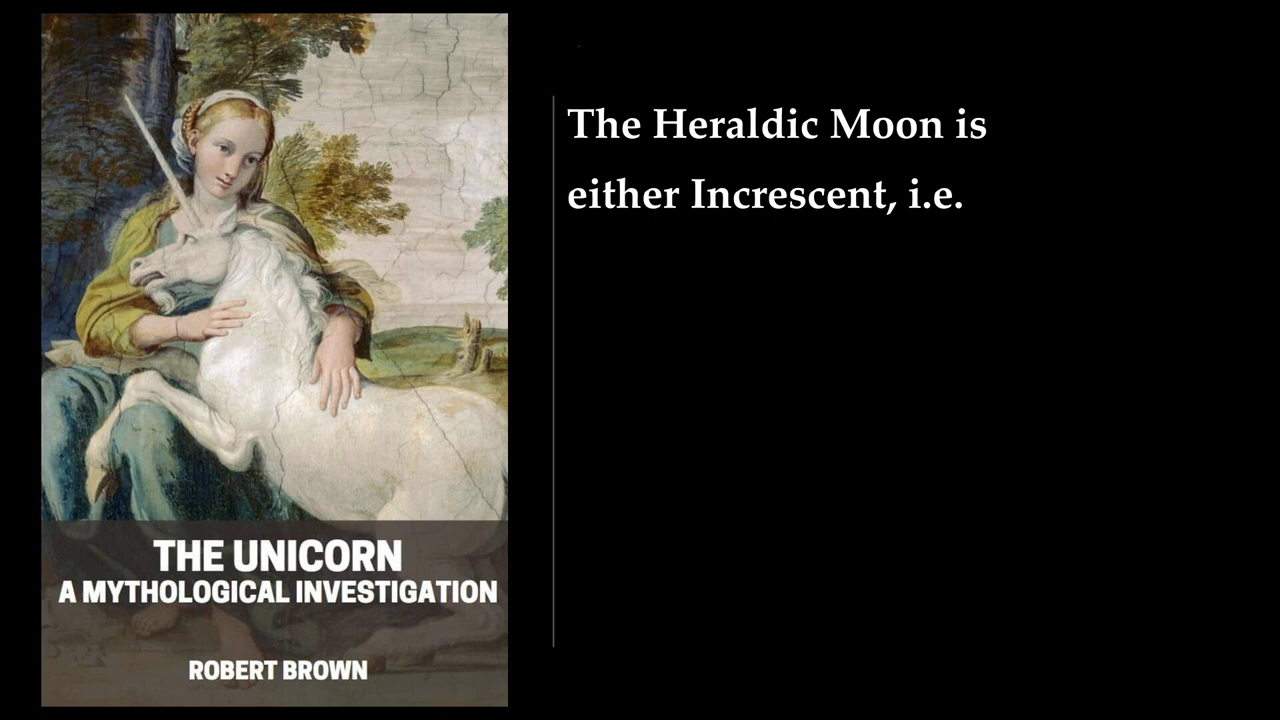 The Heraldic Moon is
either Increscent, i.e.
THE UNICORN
A MYTHOLOGICAL INVESTIGATION
ROBERT BROWN